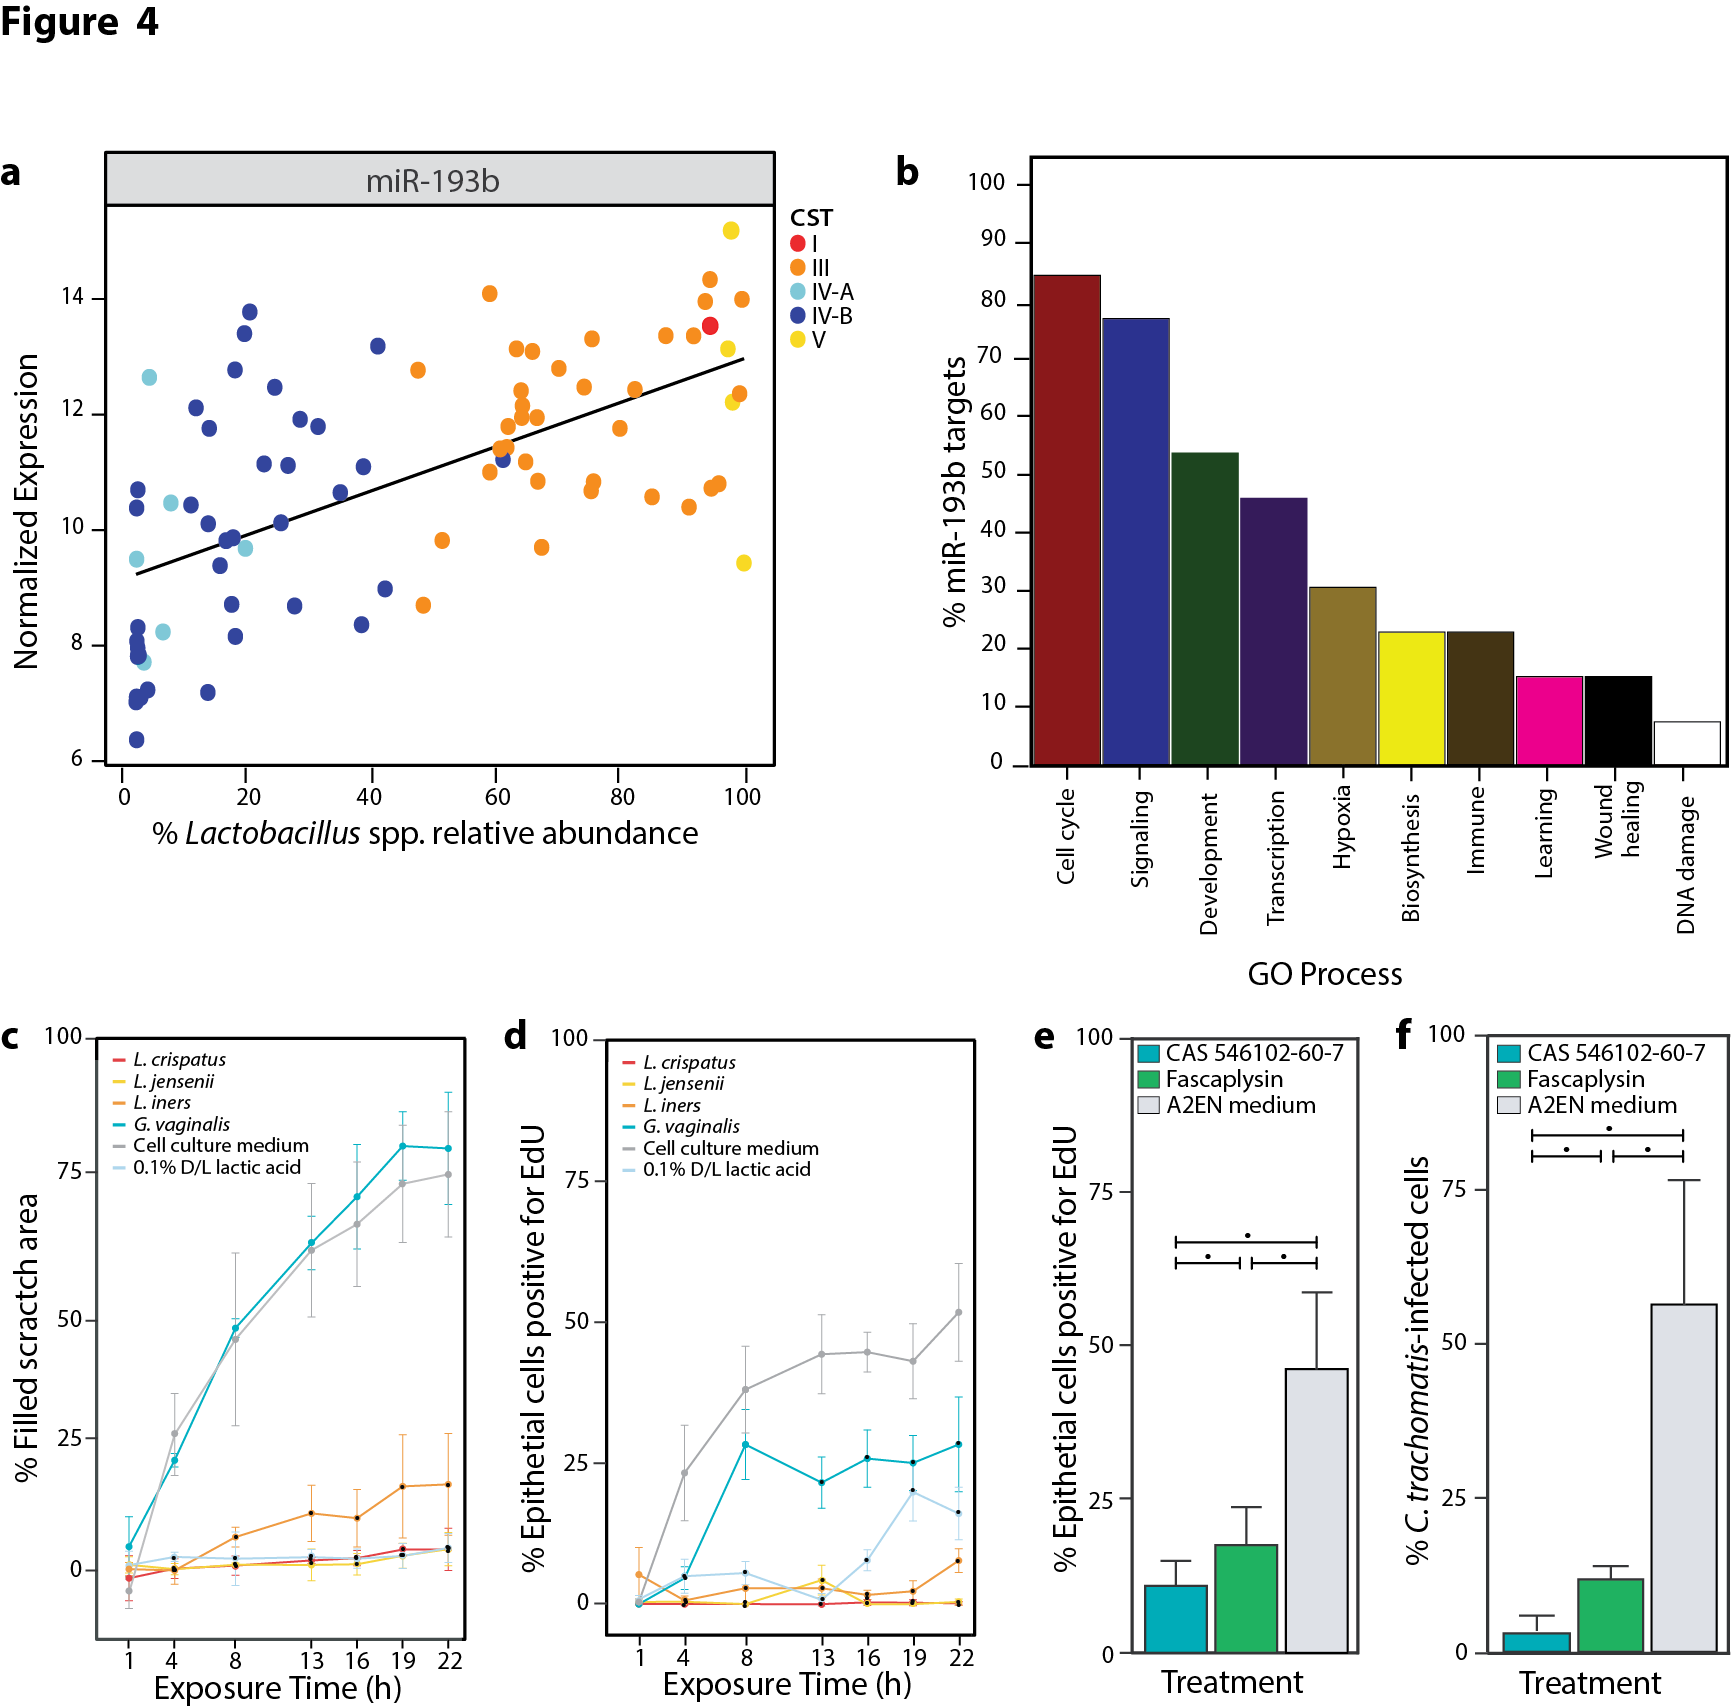 Figure 4
a
miR-193b
Normalized Expression
14
12
10
8
6
0 20 40 60 80 100
% Lactobacillus spp. relative abundance
CST
I
III
IV-A
IV-B
V
b
% miR-193b targets
100
90
80
70
60
50
40
30
20
10
0
Cell cycle
Signaling
Development
Transcription
Hypoxia
Biosynthesis
Immune
Learning
Wound
healing
DNA damage
GO Process
c
% Filled scractch area
100
75
50
25
0
L. crispatus
L. jensenii
L. iners
G. vaginalis
Cell culture medium
0.1% D/L lactic acid
1 4 8 13 16 19 22
Exposure Time (h)
d
% Epithetial cells positive for EdU
100
75
50
25
0
L. crispatus
L. jensenii
L. iners
G. vaginalis
Cell culture medium
0.1% D/L lactic acid
1 4 8 13 16 19 22
Exposure Time (h)
e
% Epithetial cells positive for EdU
100
75
50
25
0
CAS 546102-60-7
Fascaplysin
A2EN medium
Treatment
f
% C. trachomatis-infected cells
100
75
50
25
0
CAS 546102-60-7
Fascaplysin
A2EN medium
Treatment